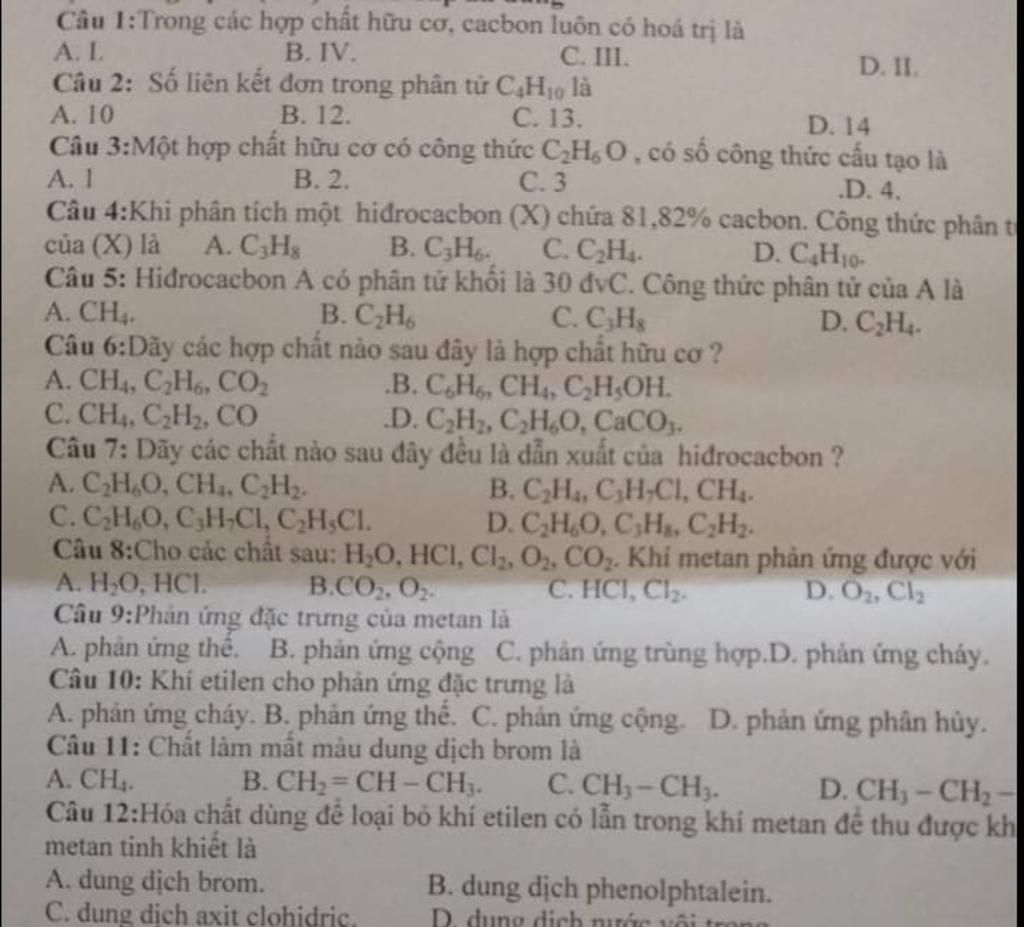 Câu 1:Trong các hợp chất hữu cơ, cacbon luôn có hoá trị là
A. I. B. IV. C. III. D. II.
Câu 2: Số liên kết đơn trong phân tử C₄H₁₀ là
A. 10 B. 12. C. 13. D. 14
Câu 3:Một hợp chất hữu cơ có công thức C₂H₆O , có số công thức cấu tạo là
A. 1 B. 2. C. 3 .D. 4.
Câu 4:Khi phân tích một hiđrocacbon (X) chứa 81,82% cacbon. Công thức phân
của (X) là A. C₃H₈ B. C₃H₆. C. C₂H₄. D. C₄H₁₀.
Câu 5: Hiđrocacbon A có phân tử khối là 30 đvC. Công thức phân tử của A là
A. CH₄. B. C₂H₆ C. C₃H₈ D. C₂H₄.
Câu 6:Dãy các hợp chất nào sau đây là hợp chất hữu cơ ?
A. CH₄, C₂H₆, CO₂ .B. C₆H₆, CH₄, C₂H₅OH.
C. CH₄, C₂H₂, CO .D. C₂H₂, C₂H₆O, CaCO₃.
Câu 7: Dãy các chất nào sau đây đều là dẫn xuất của hiđrocacbon ?
A. C₂H₆O, CH₄, C₂H₂. B. C₂H₄, C₃H₇Cl, CH₄.
C. C₂H₆O, C₃H₇Cl, C₂H₅Cl. D. C₂H₆O, C₃H₈, C₂H₂.
Câu 8:Cho các chất sau: H₂O, HCl, Cl₂, O₂, CO₂. Khí metan phản ứng được với
A. H₂O, HCl. B.CO₂, O₂. C. HCl, Cl₂. D. O₂, Cl₂
Câu 9:Phản ứng đặc trưng của metan là
A. phản ứng thế. B. phản ứng cộng C. phản ứng trùng hợp.D. phản ứng cháy.
Câu 10: Khí etilen cho phản ứng đặc trưng là
A. phản ứng cháy. B. phản ứng thế. C. phản ứng cộng. D. phản ứng phân hủy.
Câu 11: Chất làm mất màu dung dịch brom là
A. CH₄. B. CH₂ = CH – CH₃. C. CH₃ – CH₃. D. CH₃ – CH₂ –
Câu 12:Hóa chất dùng để loại bỏ khí etilen có lẫn trong khí metan để thu được kh
metan tinh khiết là
A. dung dịch brom. B. dung dịch phenolphtalein.
C. dung dịch axit clohidric. D. dung dịch nước vôi trong